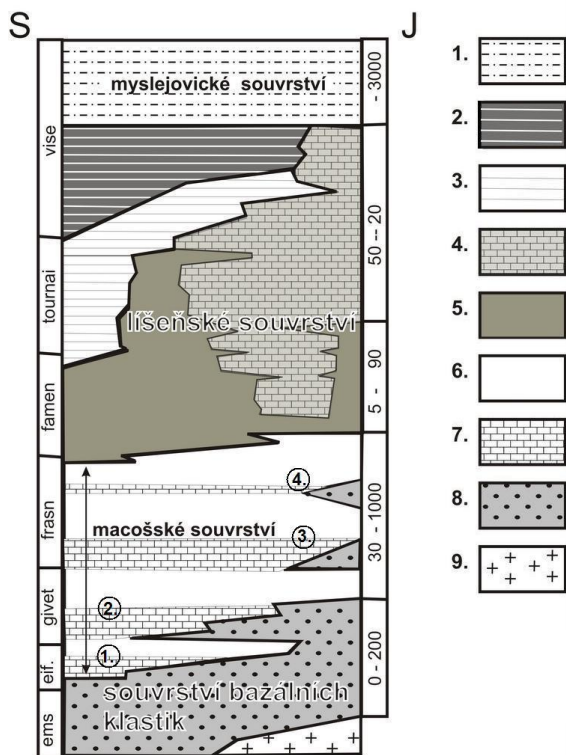 S
J
myslejovické souvrství
líšeňské souvrství
macošské souvrství
souvrství bazálních
klastik
vise
tournai
famen
frasn
givet
eif.
ems
- 3000
50 -- 20
5 - 90
30 - 1000
0 - 200
4.
3.
2.
1.
1.
2.
3.
4.
5.
6.
7.
8.
9.